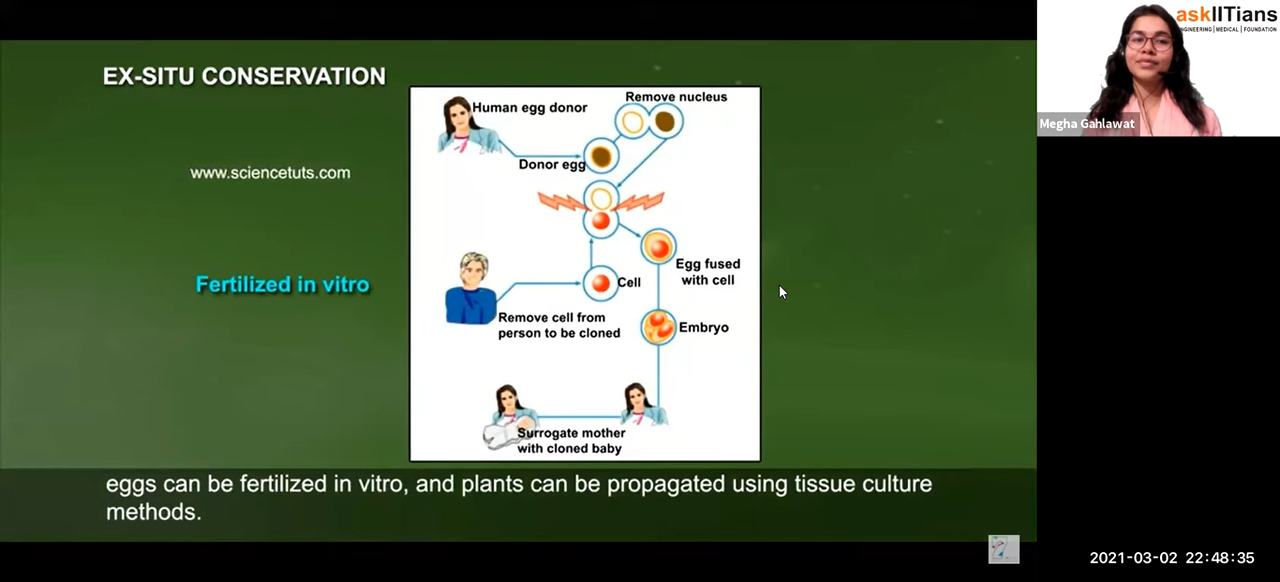 askIITians
ENGINEERING | MEDICAL | FOUNDATION
Megha Gahlawat
EX-SITU CONSERVATION
www.sciencetuts.com
Fertilized in vitro
Human egg donor
Remove nucleus
Donor egg
Cell
Egg fused
with cell
Remove cell from
person to be cloned
Embryo
Surrogate mother
with cloned baby
eggs can be fertilized in vitro, and plants can be propagated using tissue culture
methods.
2021-03-02 22:48:35